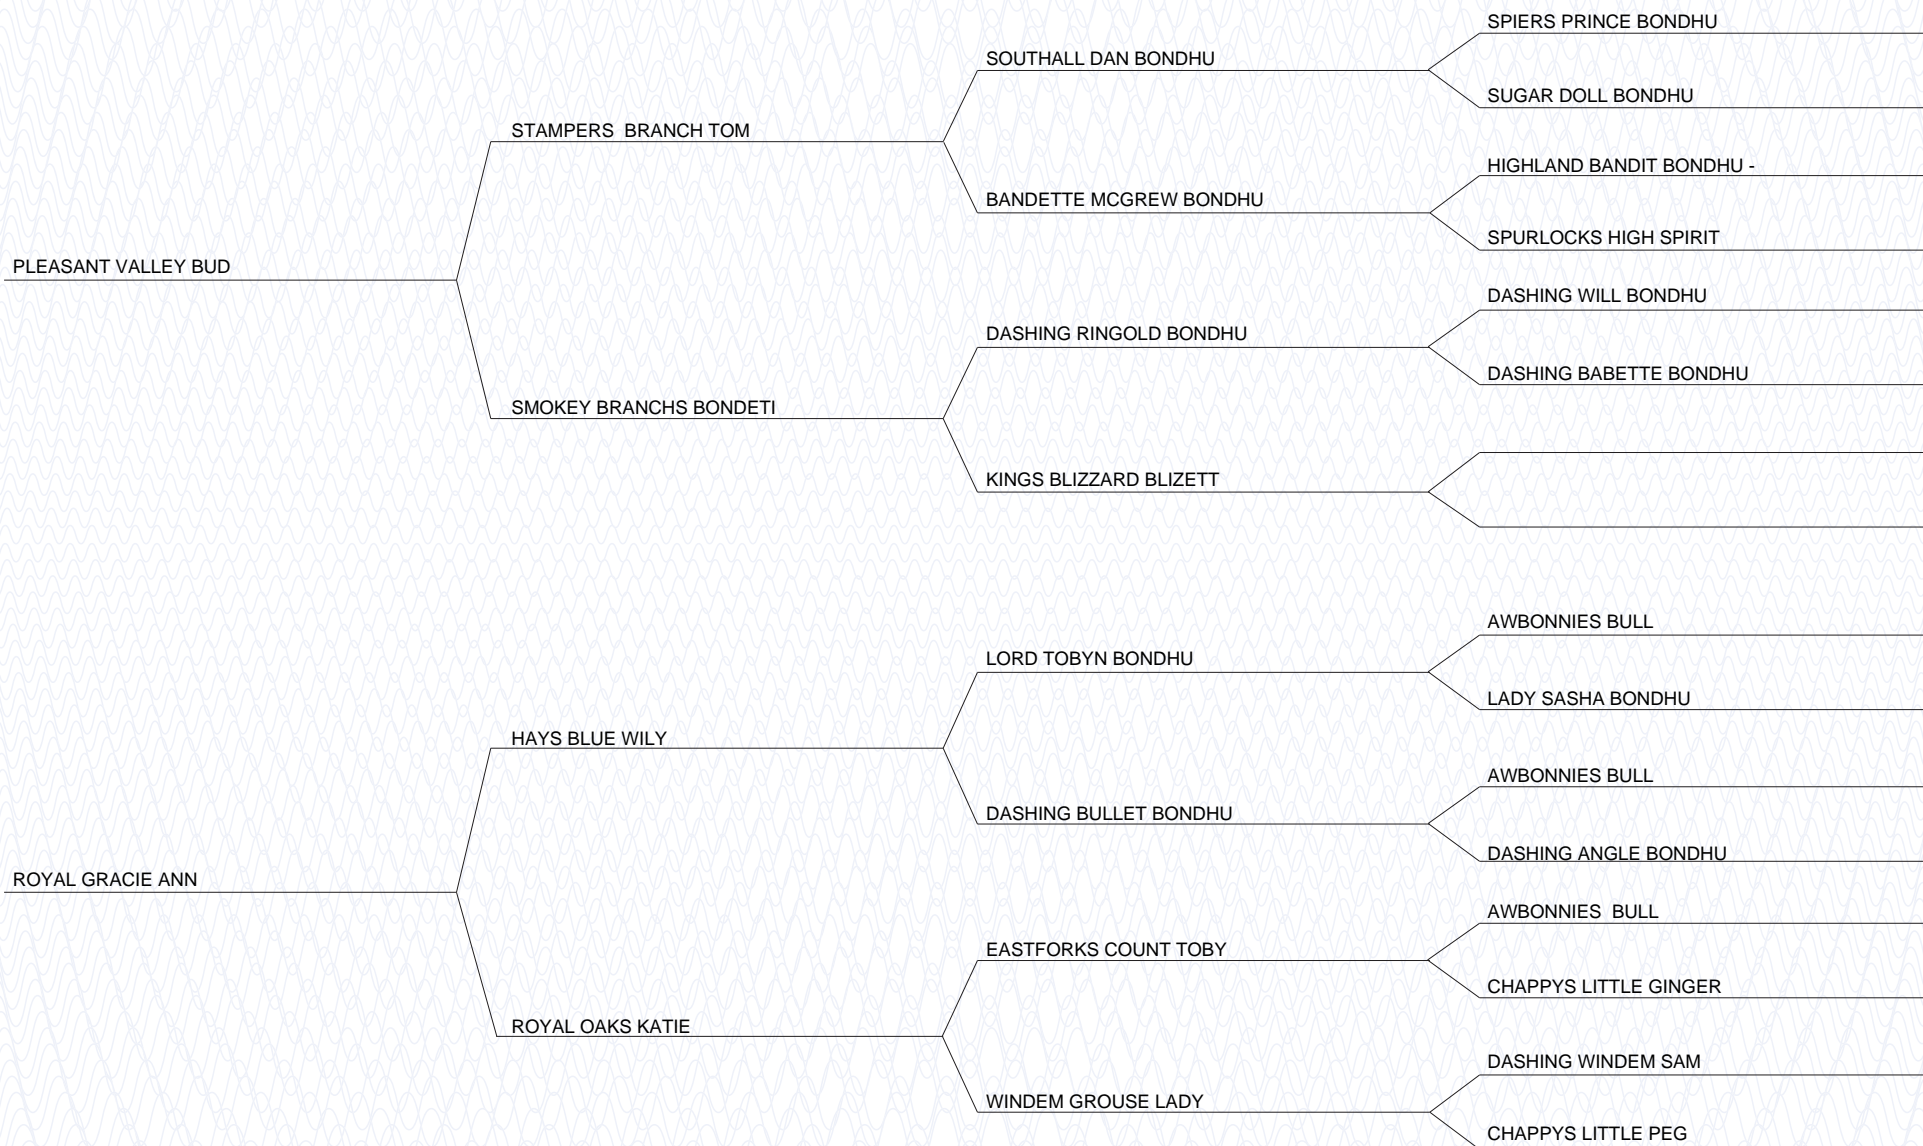 SPIERS PRINCE BONDHU
SOUTHALL DAN BONDHU
SUGAR DOLL BONDHU
STAMPERS  BRANCH TOM
HIGHLAND BANDIT BONDHU -
BANDETTE MCGREW BONDHU
SPURLOCKS HIGH SPIRIT
PLEASANT VALLEY BUD
DASHING WILL BONDHU
DASHING RINGOLD BONDHU
DASHING BABETTE BONDHU
SMOKEY BRANCHS BONDETI
KINGS BLIZZARD BLIZETT
AWBONNIES BULL
LORD TOBYN BONDHU
LADY SASHA BONDHU
HAYS BLUE WILY
AWBONNIES BULL
DASHING BULLET BONDHU
DASHING ANGLE BONDHU
ROYAL GRACIE ANN
AWBONNIES  BULL
EASTFORKS COUNT TOBY
CHAPPYS LITTLE GINGER
ROYAL OAKS KATIE
DASHING WINDEM SAM
WINDEM GROUSE LADY
CHAPPYS LITTLE PEG